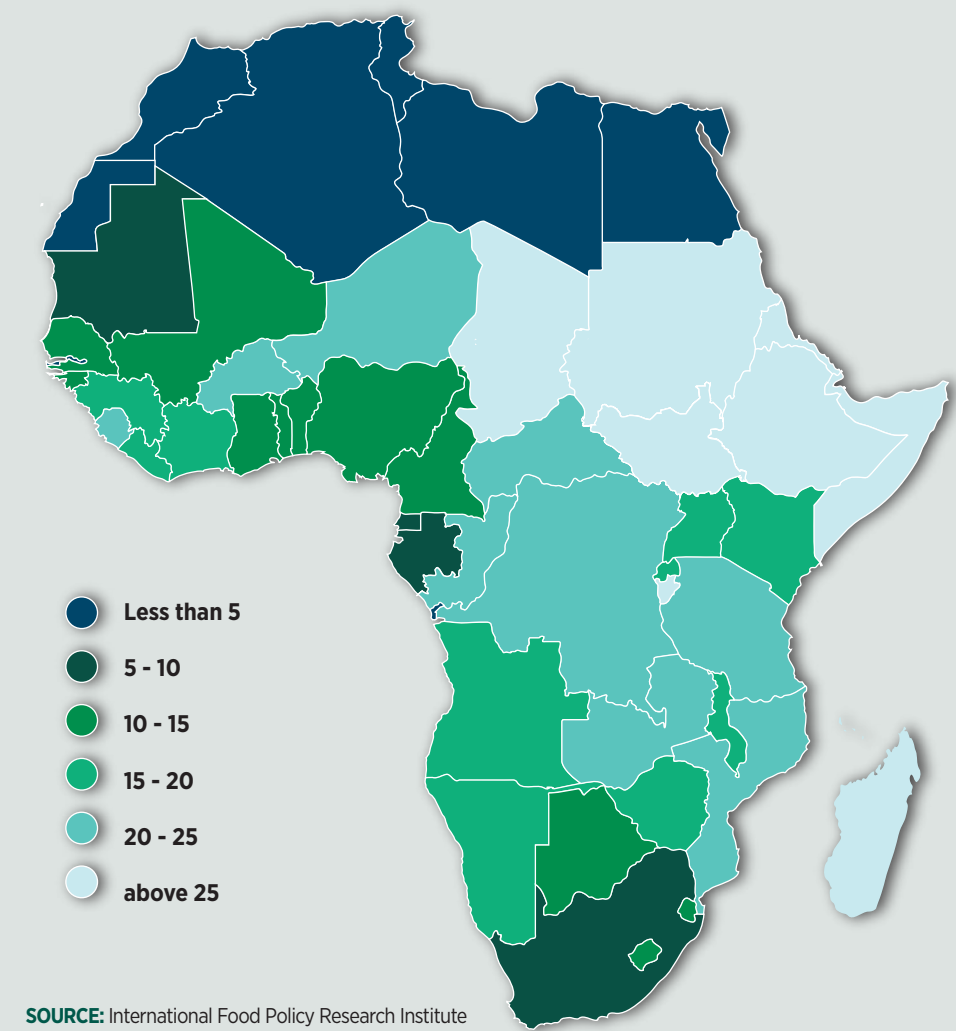 Less than 5
5 - 10
10 - 15
15 - 20
20 - 25
above 25
SOURCE: International Food Policy Research Institute